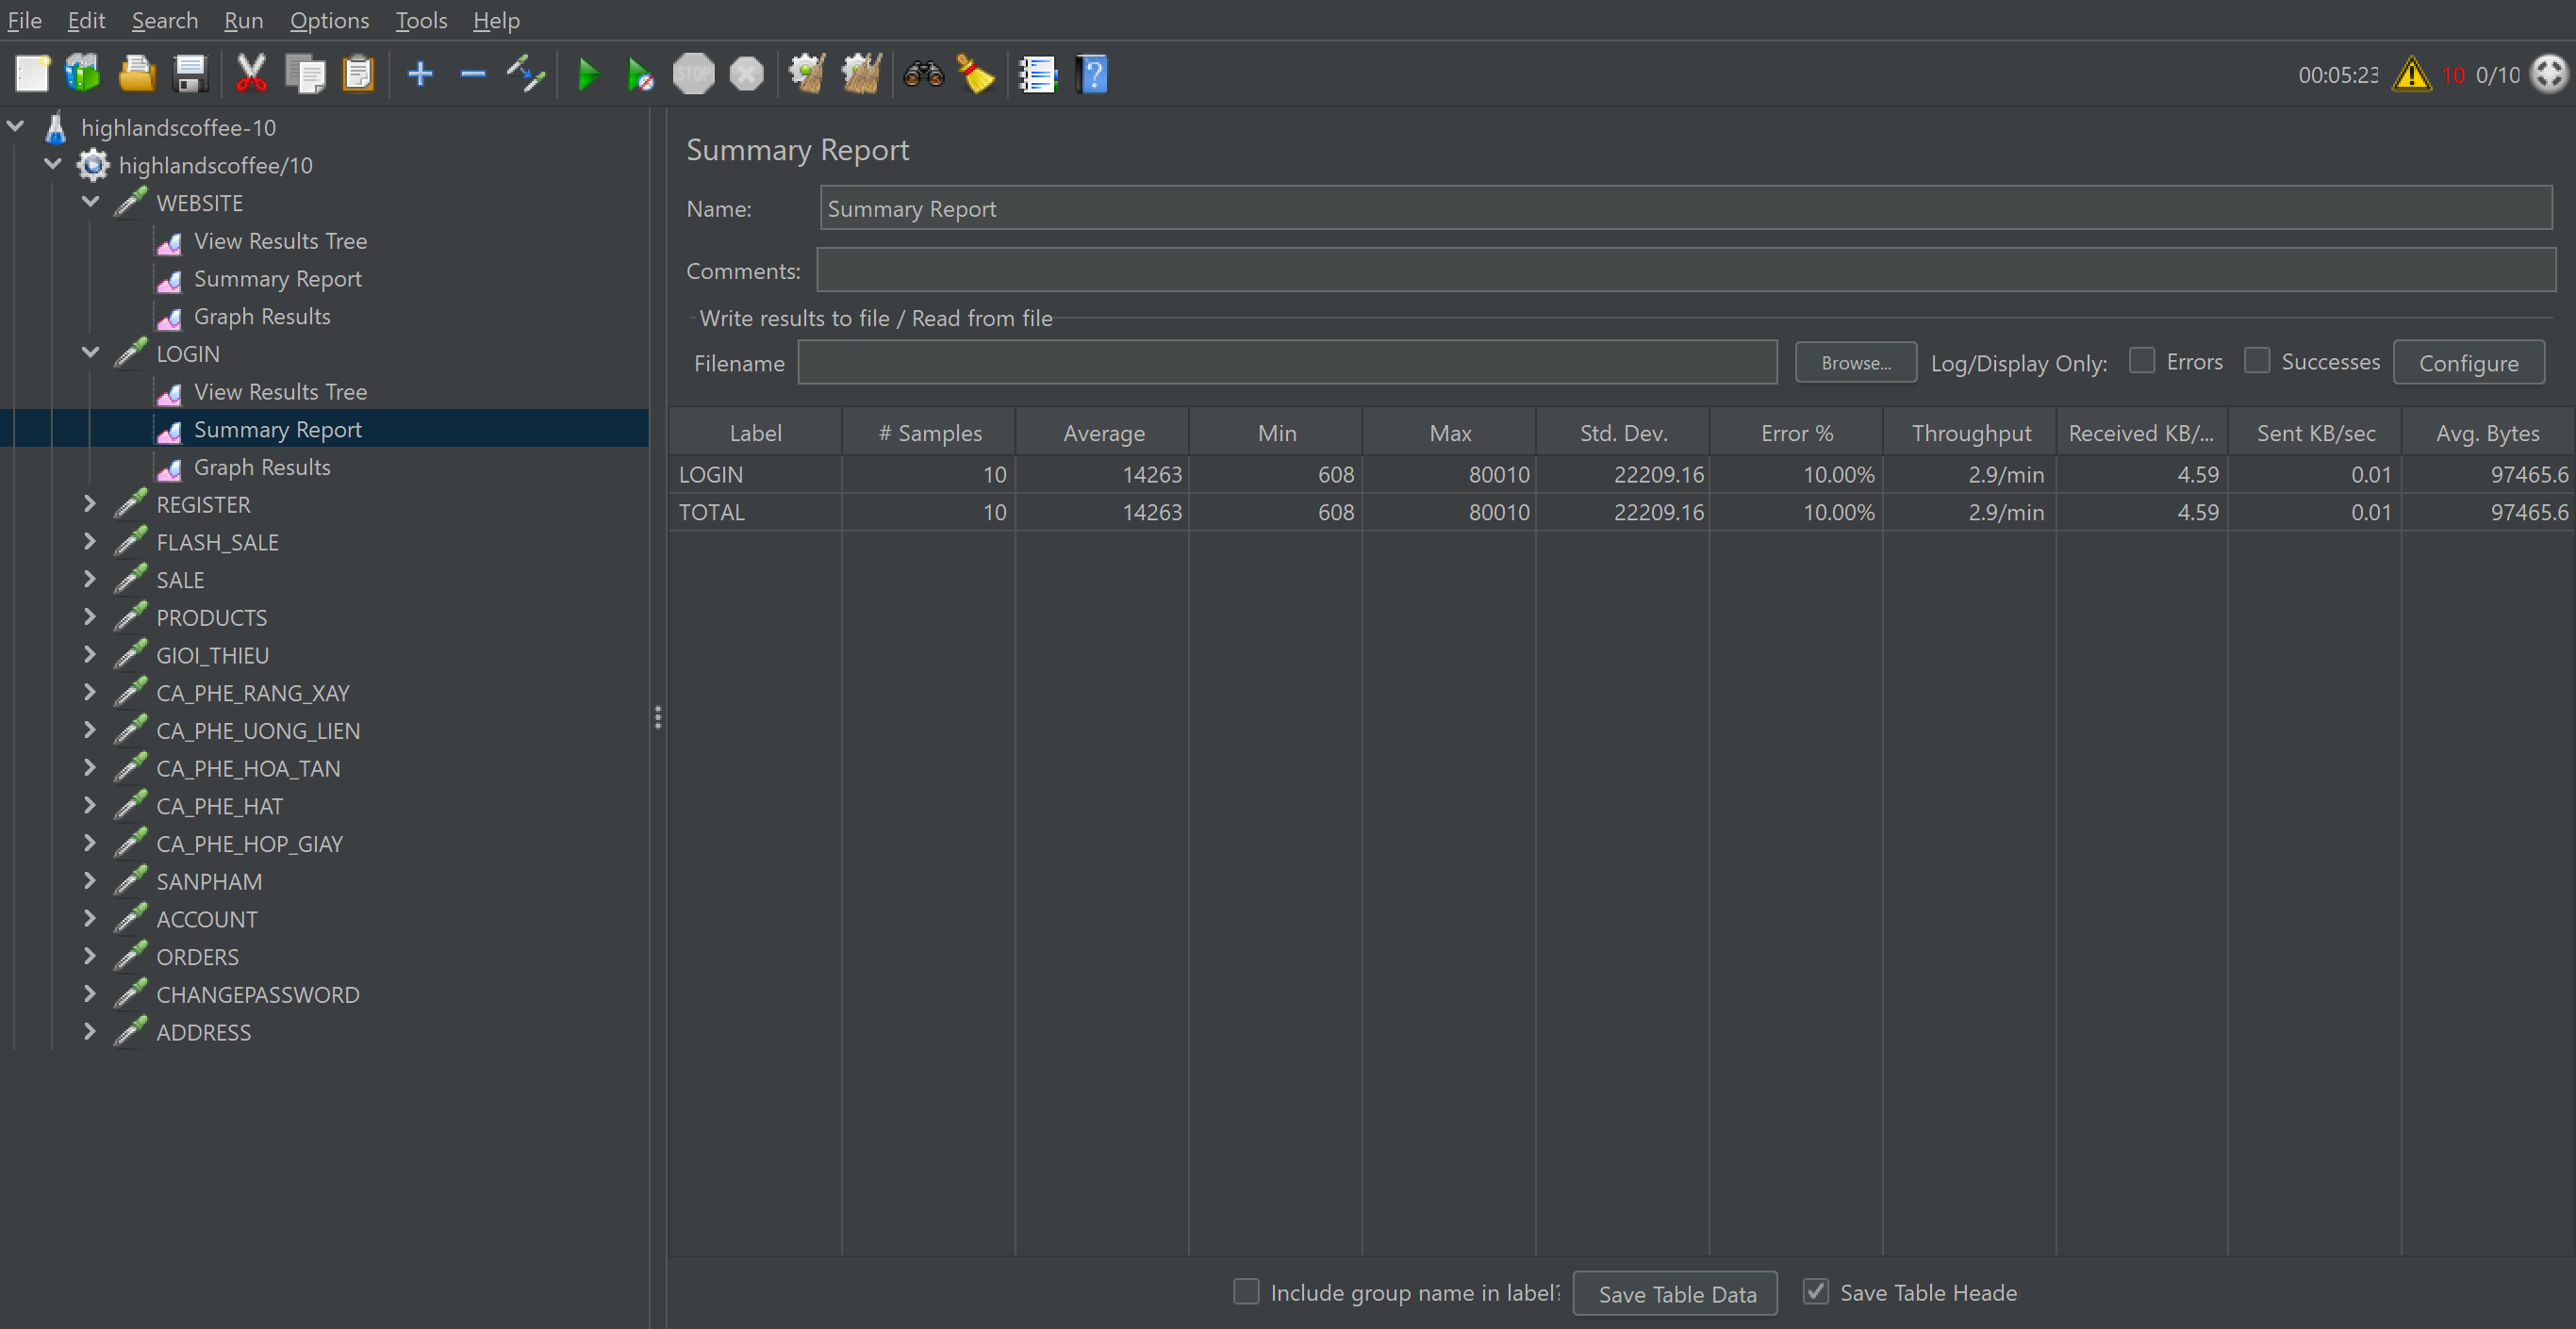 File Edit Search Run Options Tools Help
STOP
00:05:23 10 0/10
highlandscoffee-10
highlandscoffee/10
WEBSITE
View Results Tree
Summary Report
Graph Results
LOGIN
View Results Tree
Summary Report
Graph Results
REGISTER
FLASH_SALE
SALE
PRODUCTS
GIOI_THIEU
CA_PHE_RANG_XAY
CA_PHE_UONG_LIEN
CA_PHE_HOA_TAN
CA_PHE_HAT
CA_PHE_HOP_GIAY
SANPHAM
ACCOUNT
ORDERS
CHANGEPASSWORD
ADDRESS
Summary Report
Name: Summary Report
Comments:
Write results to file / Read from file
Filename Browse... Log/Display Only: Errors Successes Configure
Label # Samples Average Min Max Std. Dev. Error % Throughput Received KB/... Sent KB/sec Avg. Bytes
LOGIN 10 14263 608 80010 22209.16 10.00% 2.9/min 4.59 0.01 97465.6
TOTAL 10 14263 608 80010 22209.16 10.00% 2.9/min 4.59 0.01 97465.6
Include group name in label? Save Table Data Save Table Heade